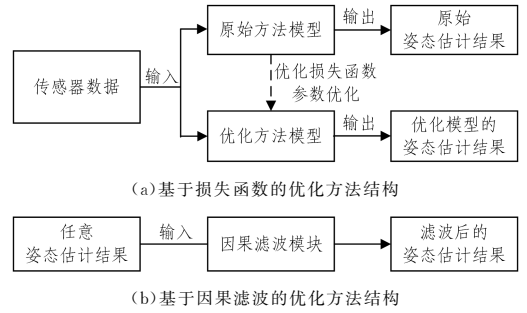 传感器数据
输入
原始方法模型
输出
原始
姿态估计结果
优化损失函数
参数优化
优化方法模型
输出
优化模型的
姿态估计结果
(a)基于损失函数的优化方法结构
任意
姿态估计结果
输入
因果滤波模块
滤波后的
姿态估计结果
(b)基于因果滤波的优化方法结构